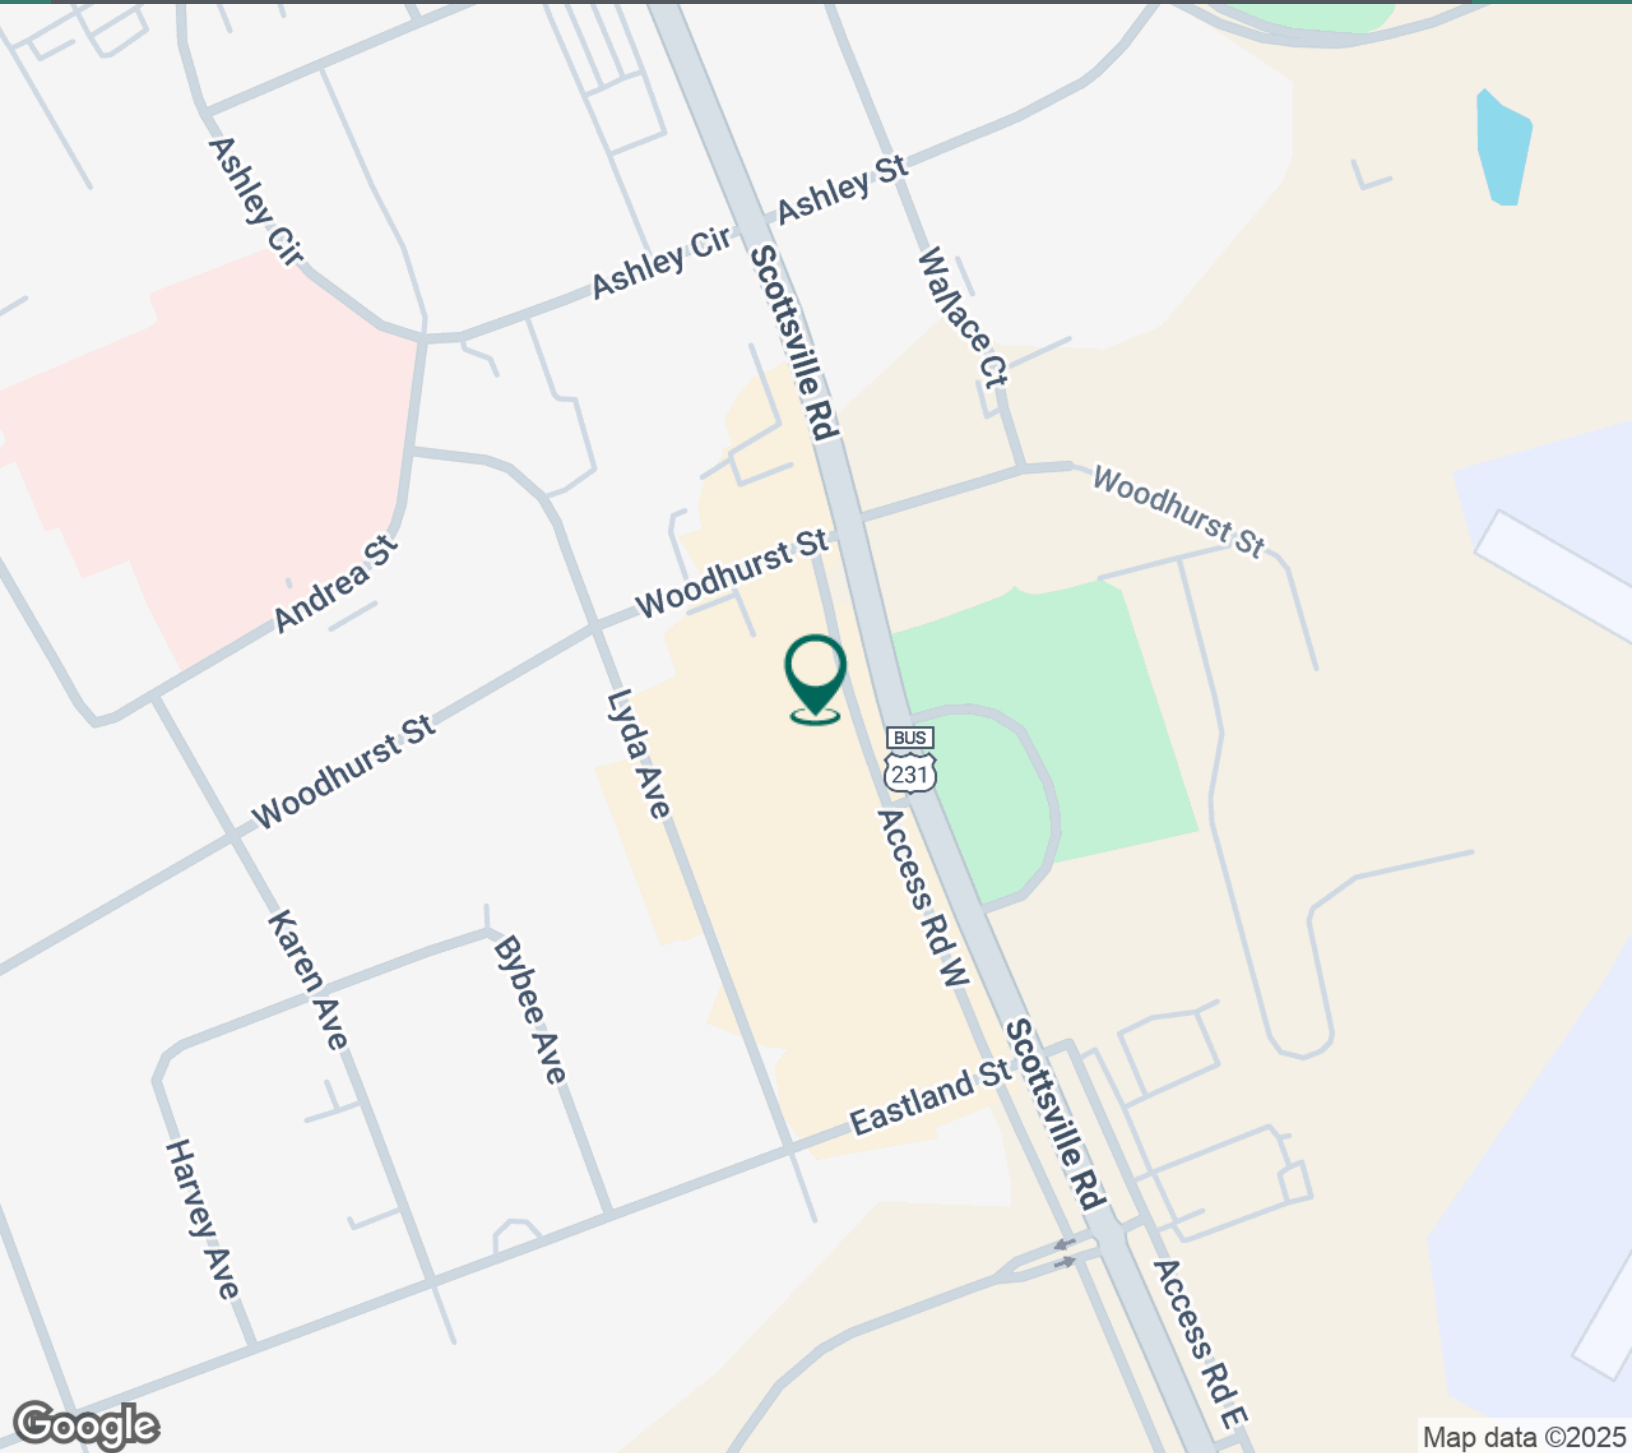 Ashley Cir
Ashley St
Ashley Cir
Scottsville Rd
Wallace Ct
Woodhurst St
Woodhurst St
Andrea St
Lyda Ave
Woodhurst St
BUS
231
Access Rd W
Karen Ave
Bybee Ave
Scottsville Rd
Eastland St
Harvey Ave
Access Rd E
Google
Map data ©2025